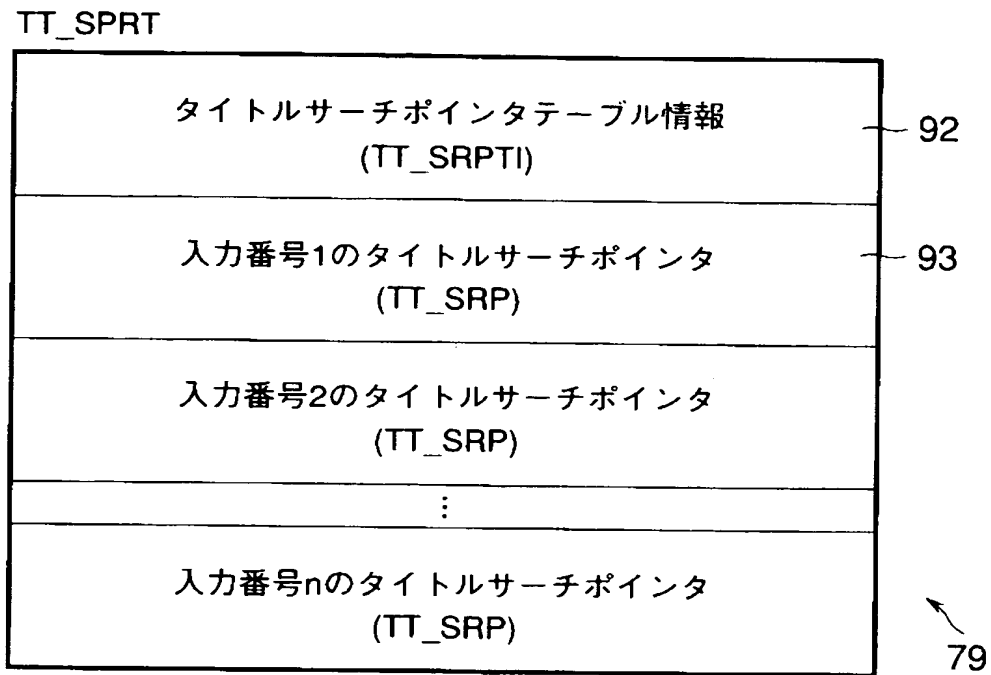 TT_SPRT
タイトルサーチポインタテーブル情報
(TT_SRPTI)
92
入力番号1のタイトルサーチポインタ
(TT_SRP)
93
入力番号2のタイトルサーチポインタ
(TT_SRP)
⋮
入力番号nのタイトルサーチポインタ
(TT_SRP)
79